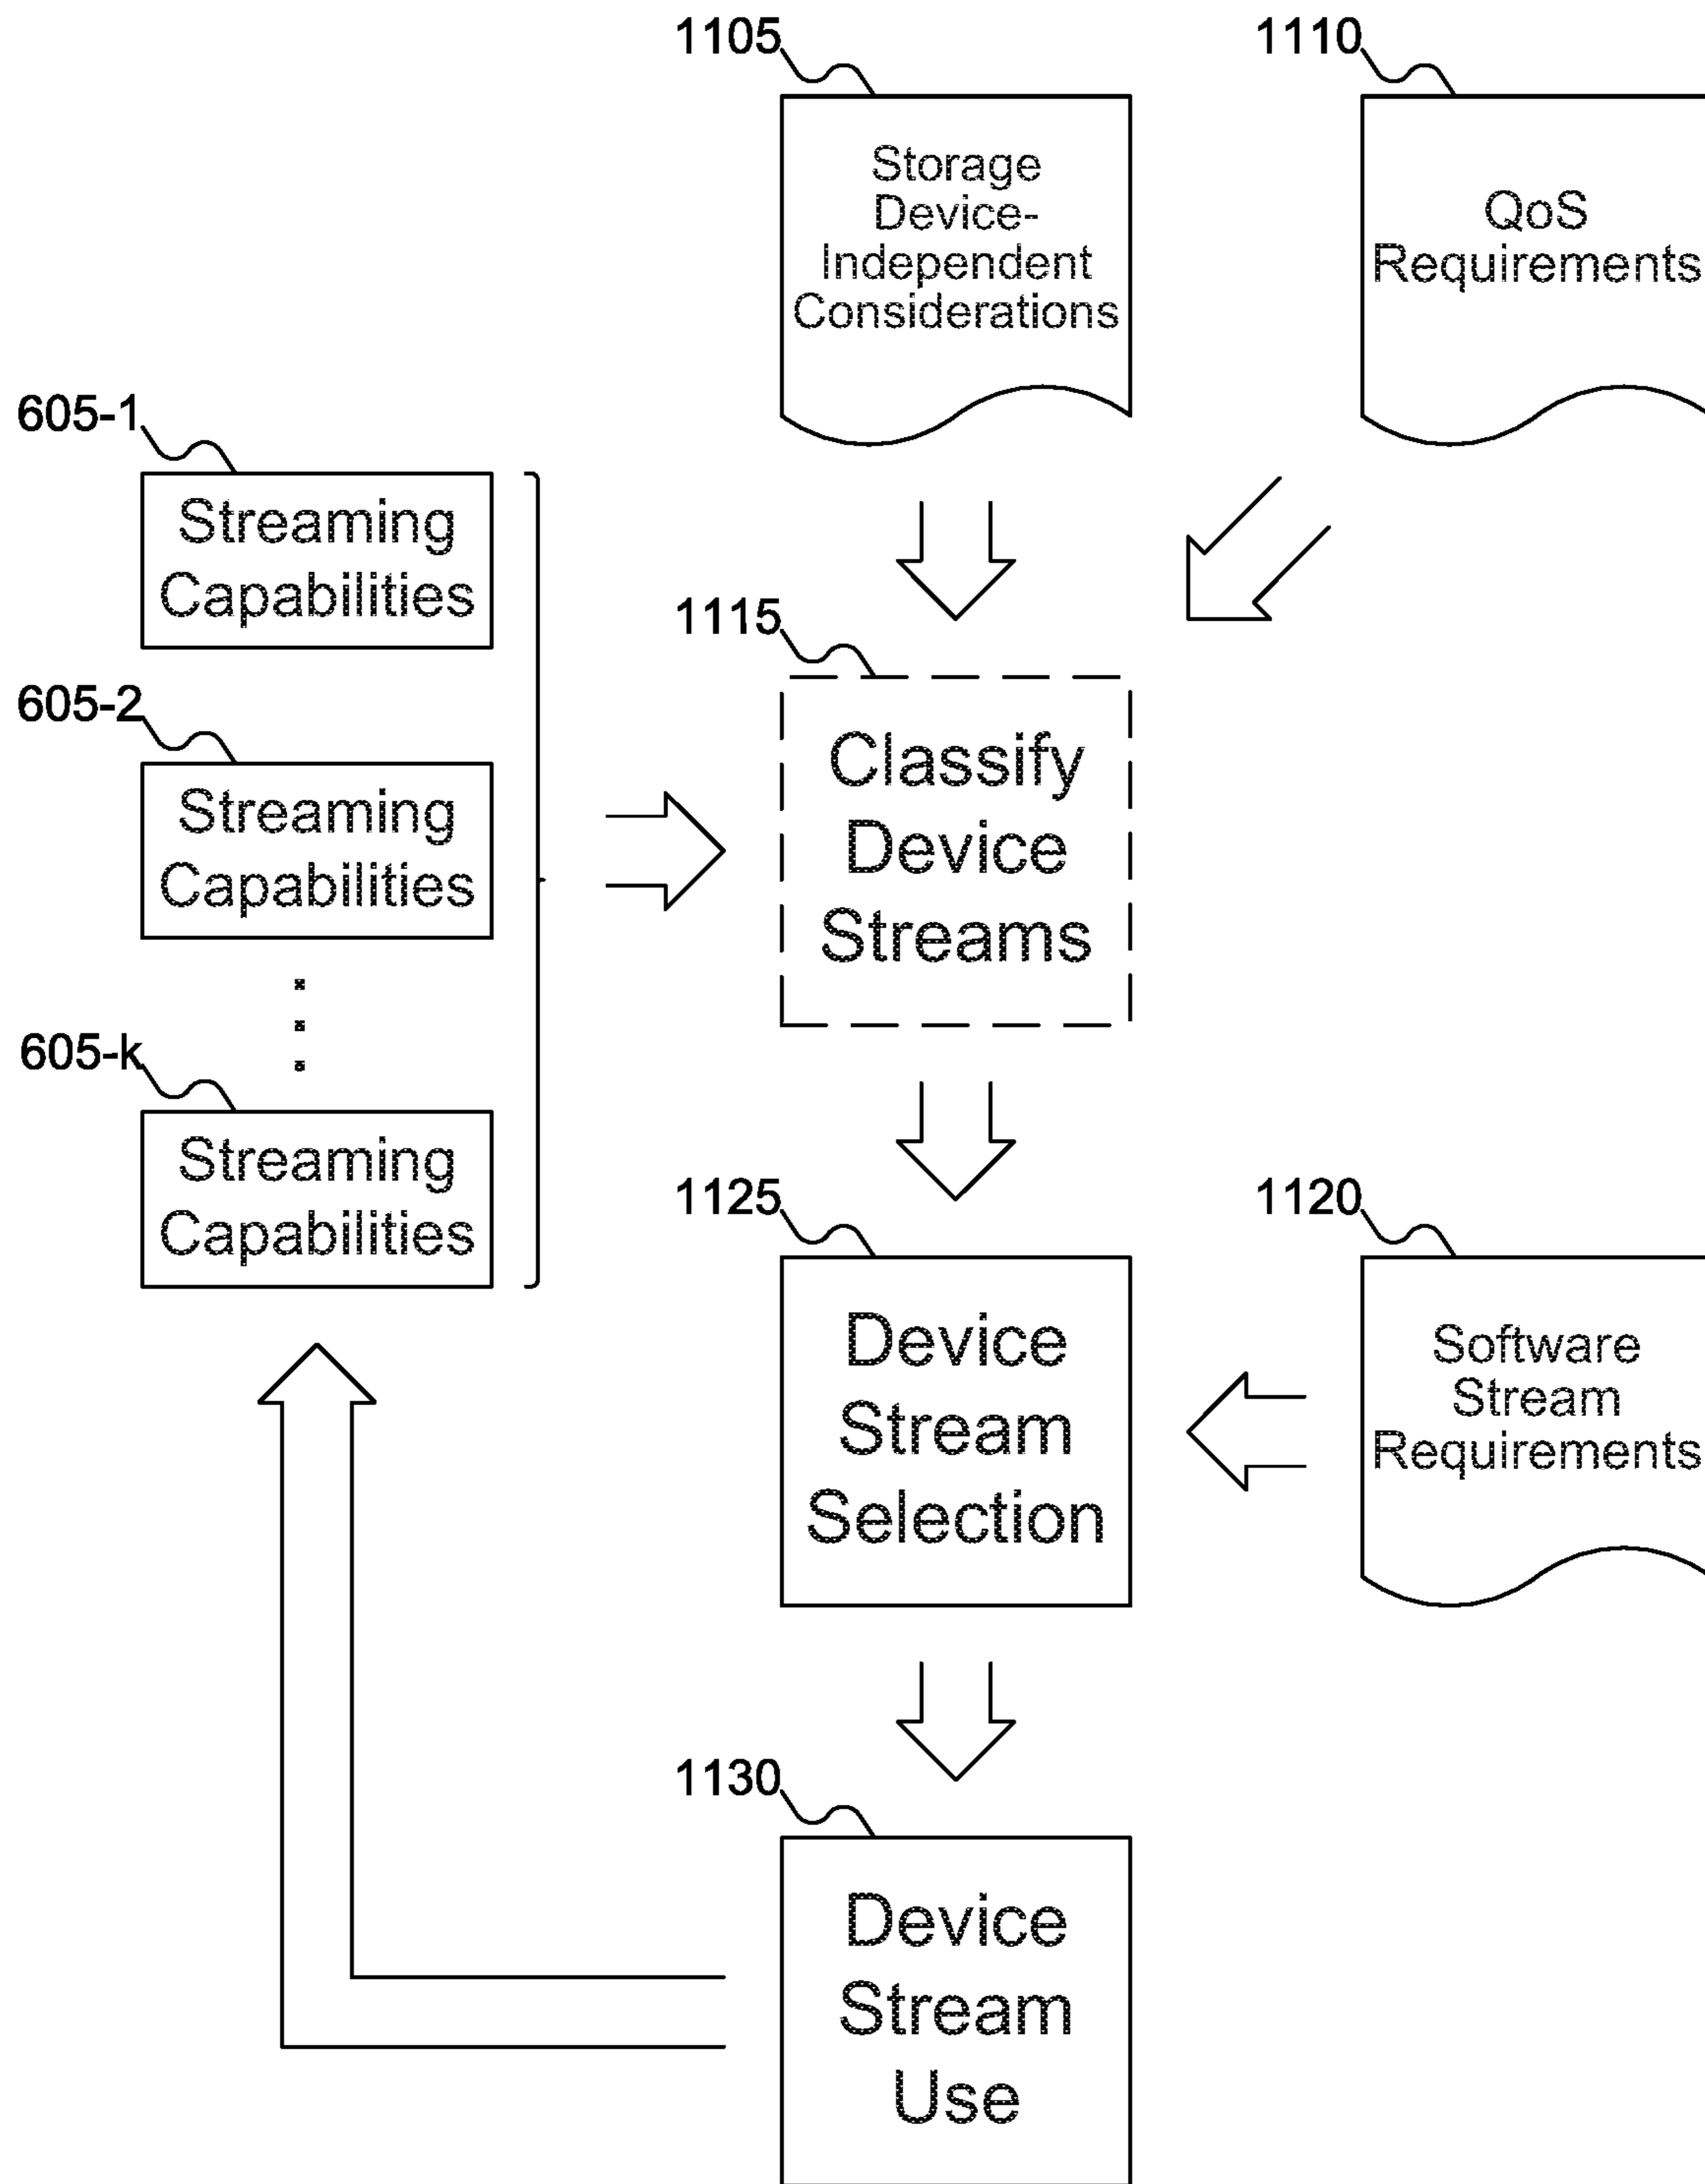 1105
Storage
Device-
Independent
Considerations
1110
QoS
Requirements
605-1
Streaming
Capabilities
605-2
Streaming
Capabilities
605-k
Streaming
Capabilities
1115
Classify
Device
Streams
1125
Device
Stream
Selection
1120
Software
Stream
Requirements
1130
Device
Stream
Use